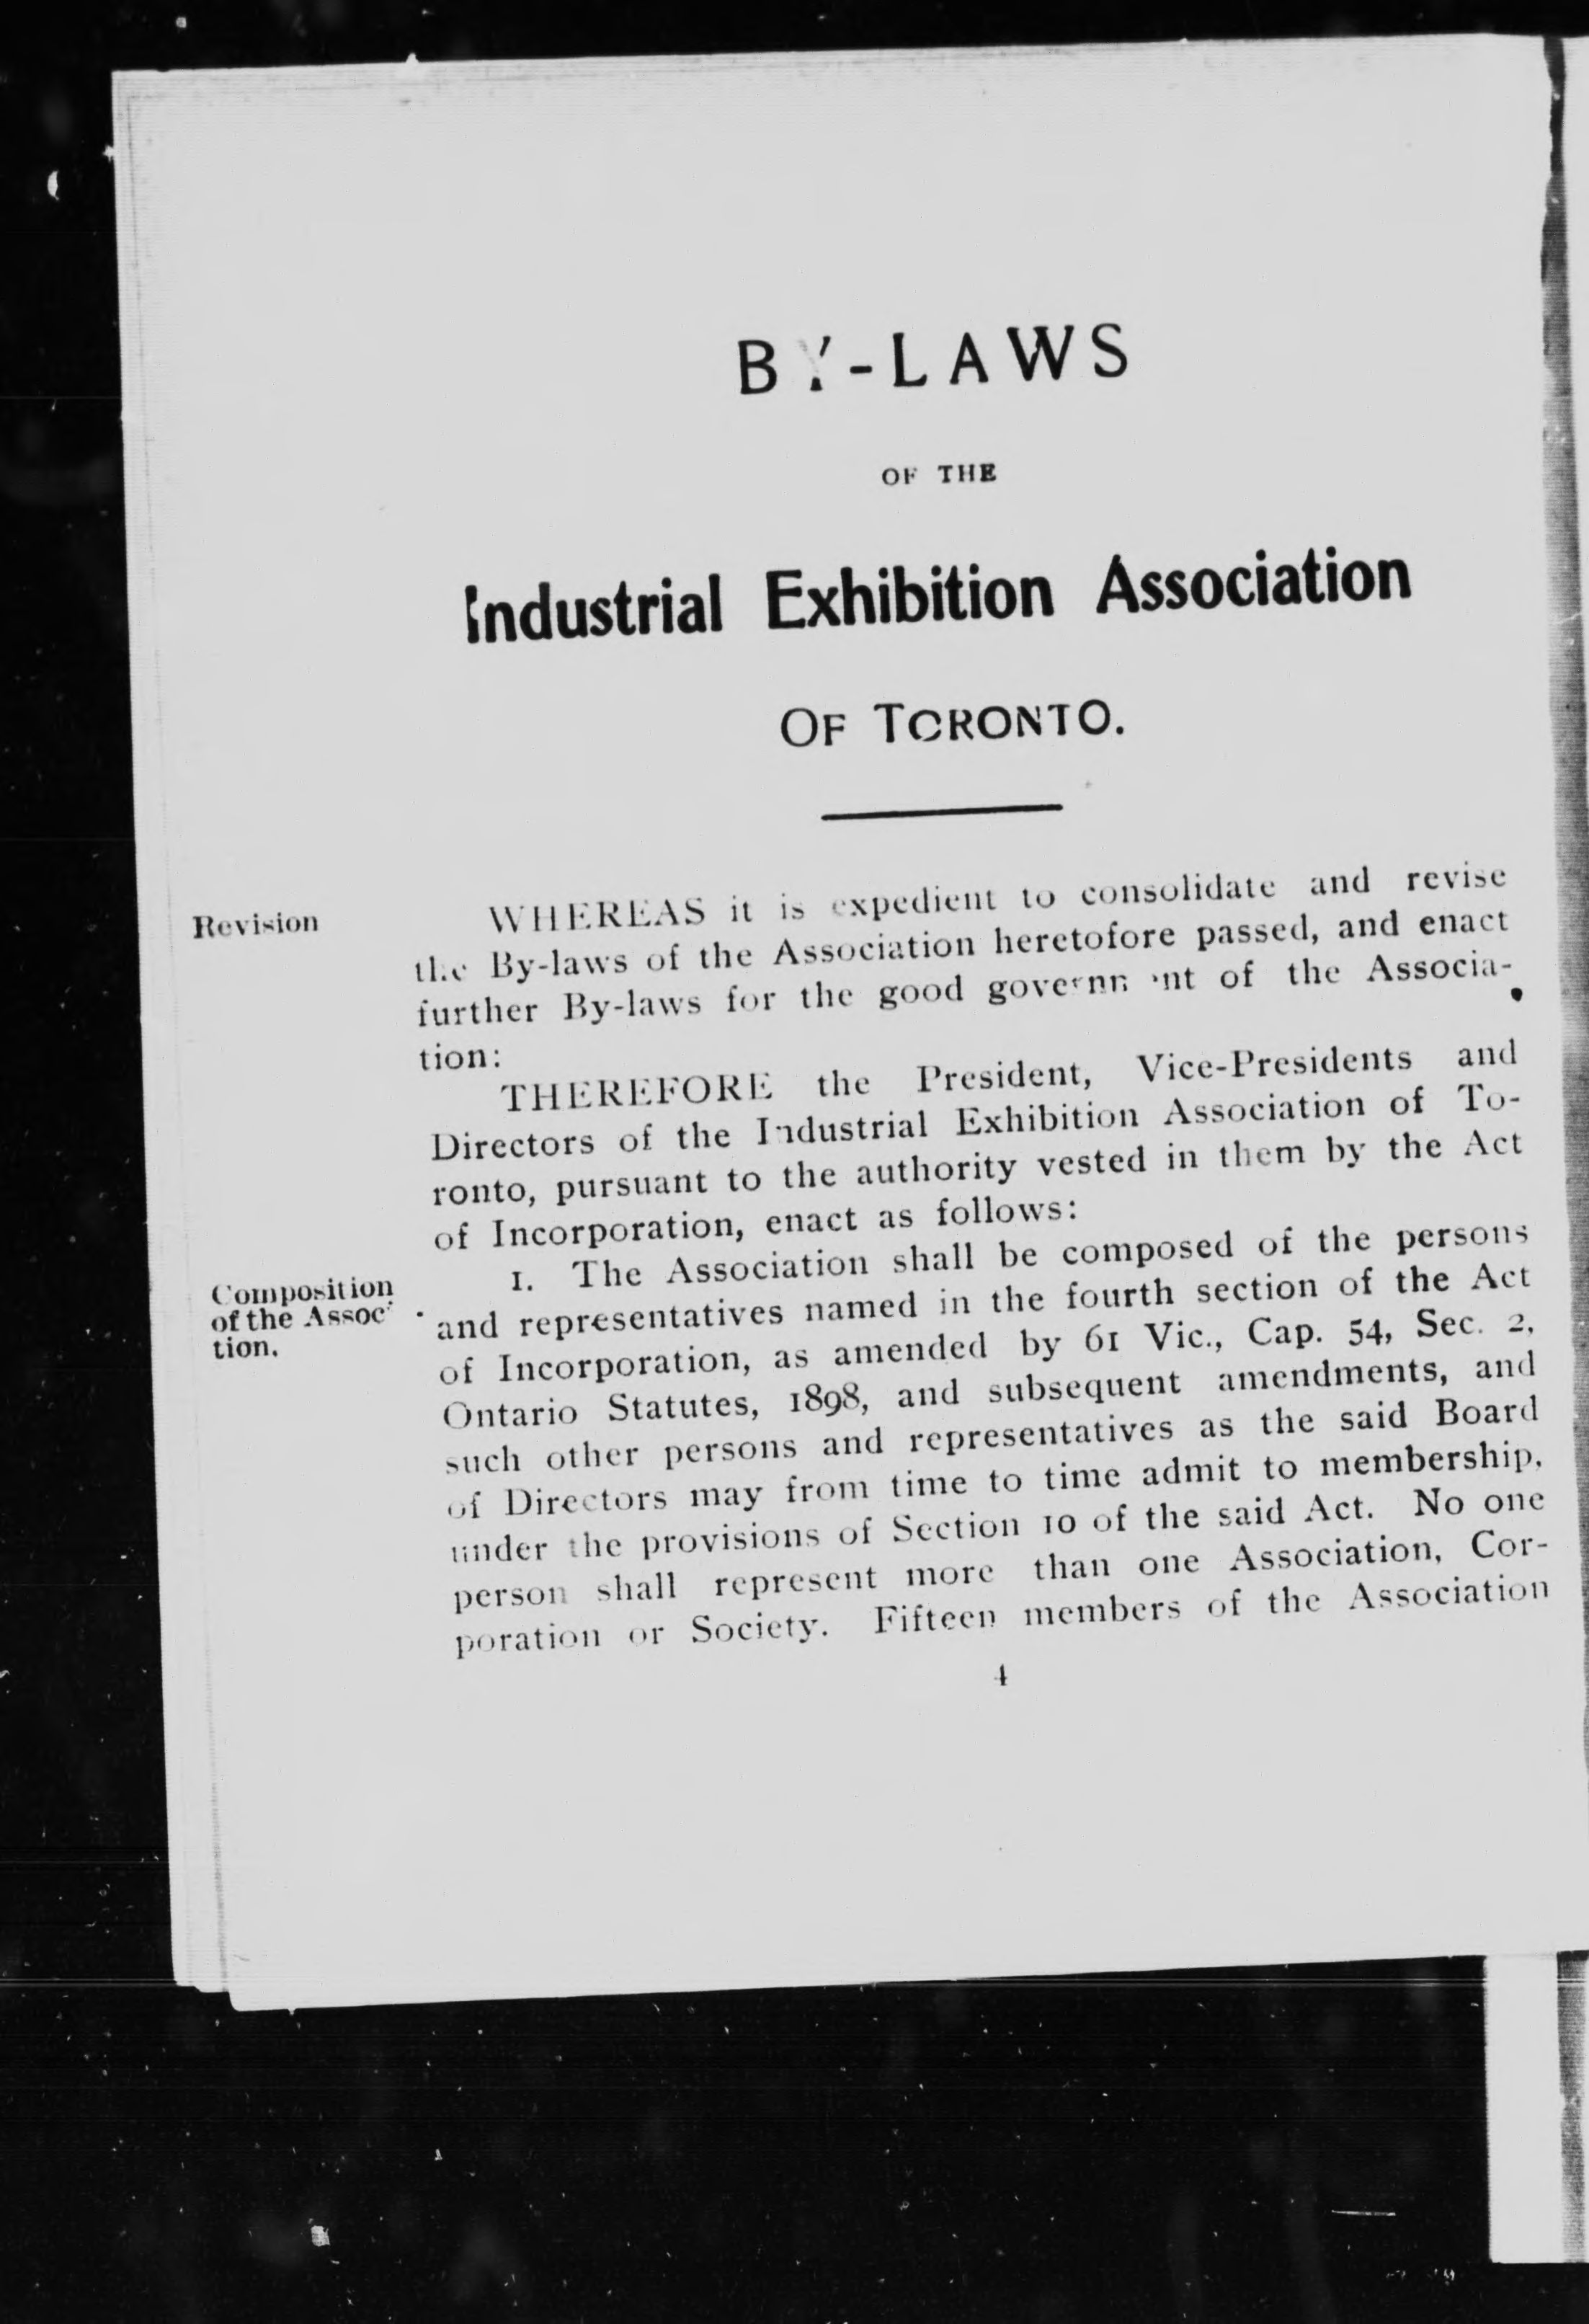 BY-LAWS
OF THE
Industrial Exhibition Association
OF TORONTO.
Revision
WHEREAS it is expedient to consolidate and revise
the By-laws of the Association heretofore passed, and enact
further By-laws for the good government of the Associa-
tion:
THEREFORE the President, Vice-Presidents and
Directors of the Industrial Exhibition Association of To-
ronto, pursuant to the authority vested in them by the Act
of Incorporation, enact as follows:
Composition
of the Associa-
tion.
1. The Association shall be composed of the persons
and representatives named in the fourth section of the Act
of Incorporation, as amended by 61 Vic., Cap. 54, Sec. 2,
Ontario Statutes, 1898, and subsequent amendments, and
such other persons and representatives as the said Board
of Directors may from time to time admit to membership,
under the provisions of Section 10 of the said Act. No one
person shall represent more than one Association, Cor-
poration or Society. Fifteen members of the Association
4